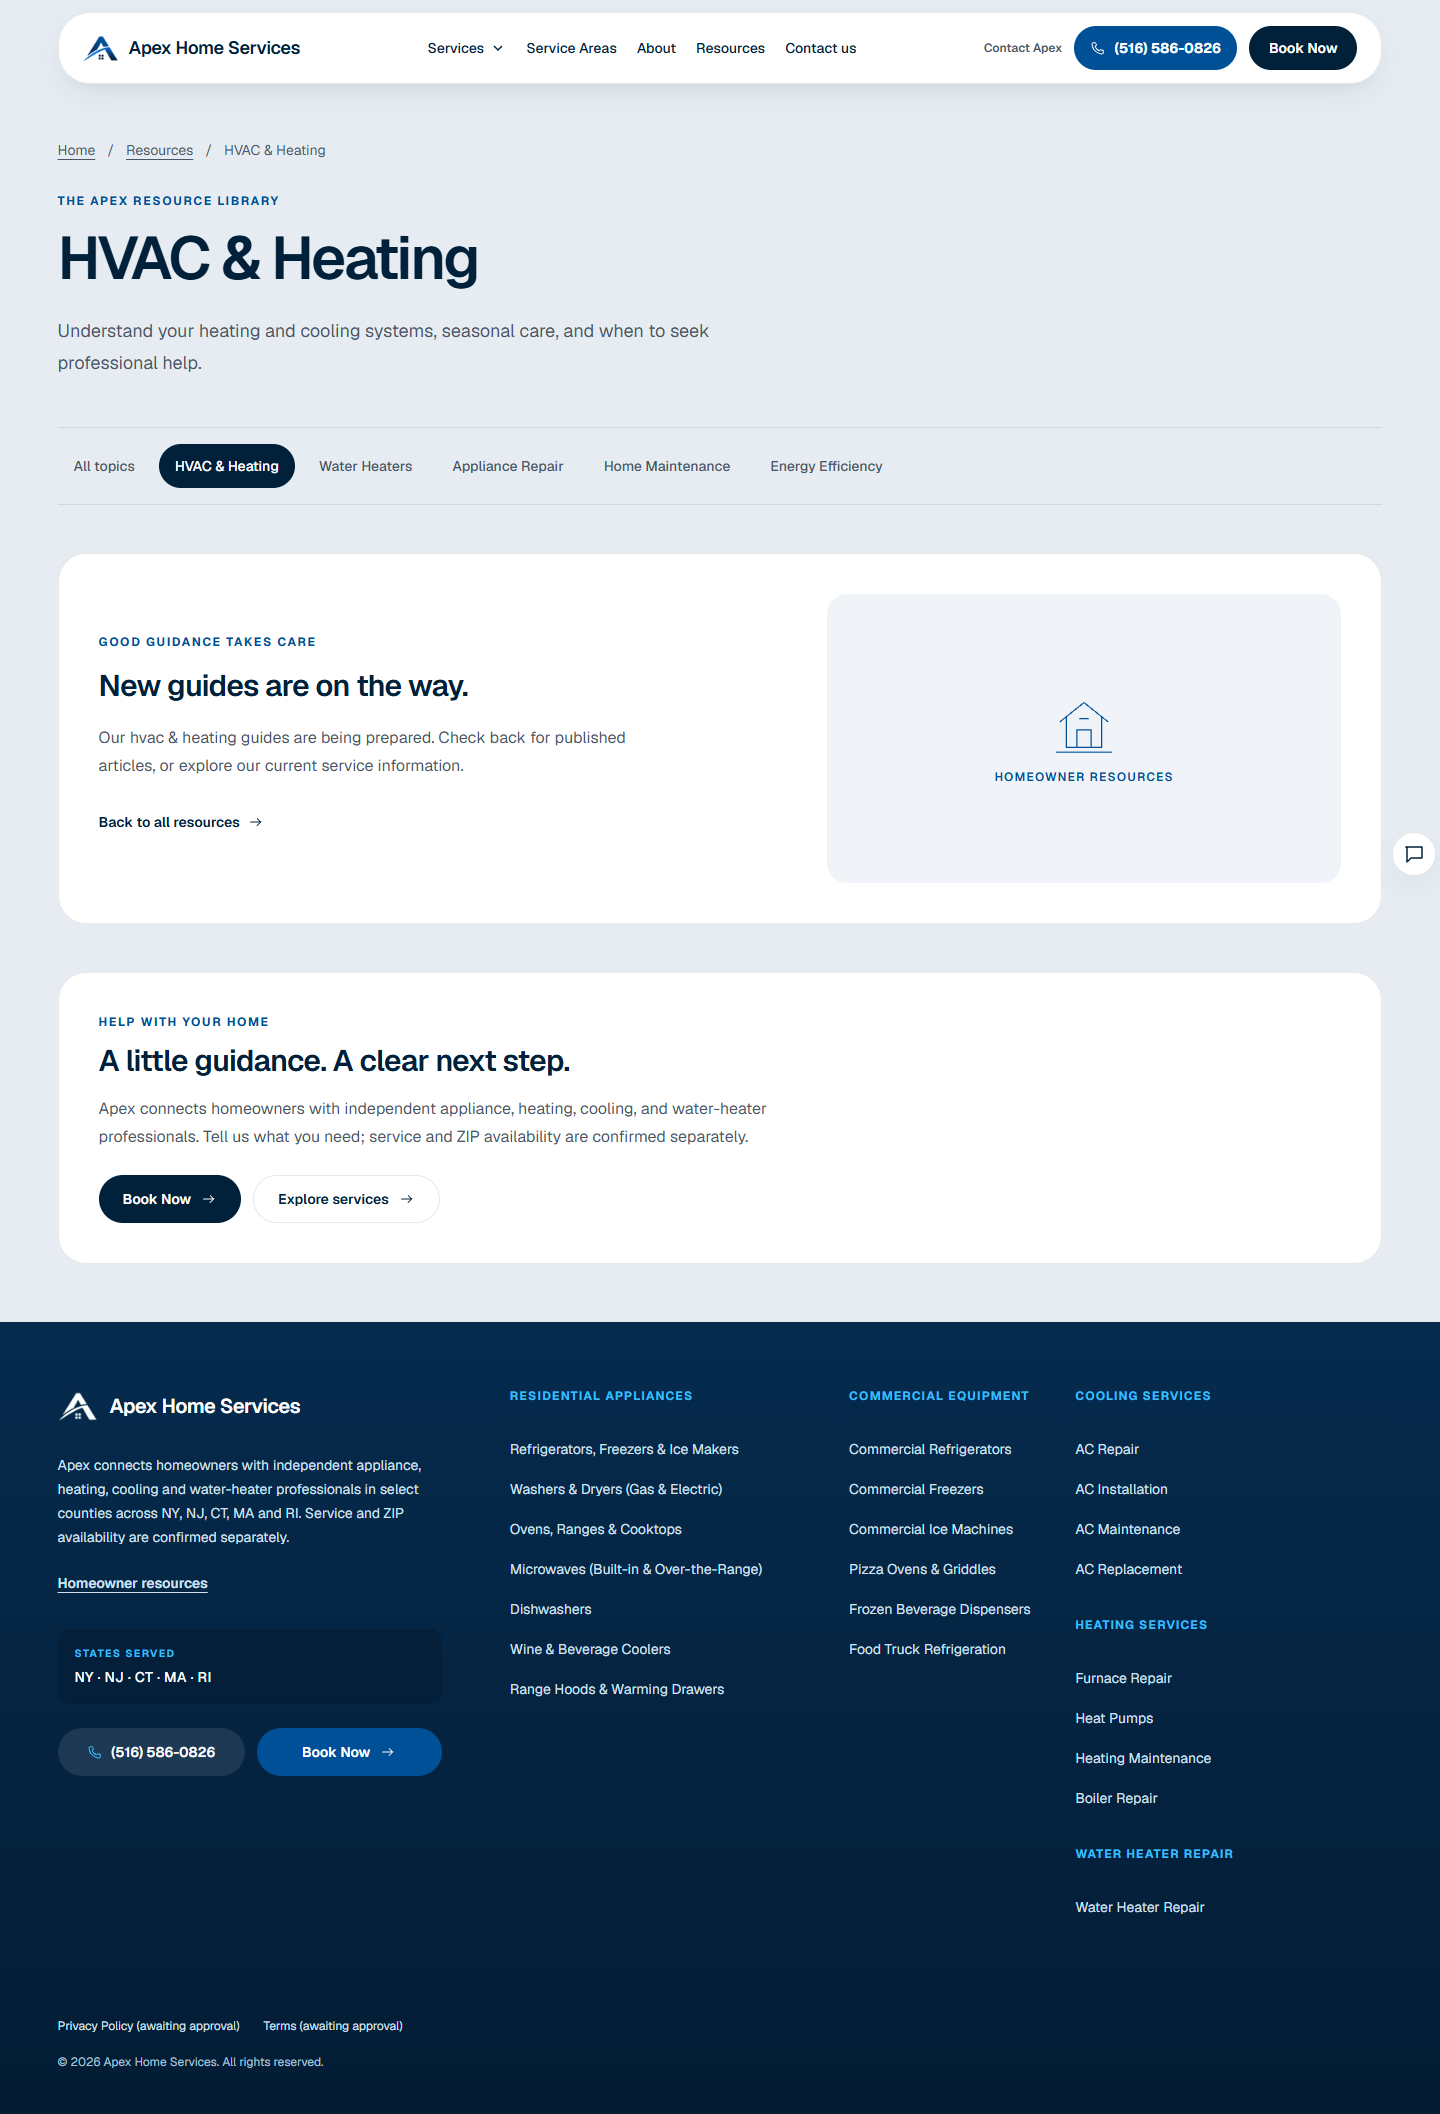 Apex Home Services
Services
Service Areas
About
Resources
Contact us
Contact Apex
(516) 586-0826
Book Now
Home / Resources / HVAC & Heating
THE APEX RESOURCE LIBRARY
HVAC & Heating
Understand your heating and cooling systems, seasonal care, and when to seek
professional help.
All topics
HVAC & Heating
Water Heaters
Appliance Repair
Home Maintenance
Energy Efficiency
GOOD GUIDANCE TAKES CARE
New guides are on the way.
Our hvac & heating guides are being prepared. Check back for published
articles, or explore our current service information.
Back to all resources
HOMEOWNER RESOURCES
HELP WITH YOUR HOME
A little guidance. A clear next step.
Apex connects homeowners with independent appliance, heating, cooling, and water-heater
professionals. Tell us what you need; service and ZIP availability are confirmed separately.
Book Now
Explore services
Apex Home Services
Apex connects homeowners with independent appliance,
heating, cooling and water-heater professionals in select
counties across NY, NJ, CT, MA and RI. Service and ZIP
availability are confirmed separately.
Homeowner resources
STATES SERVED
NY · NJ · CT · MA · RI
(516) 586-0826
Book Now
RESIDENTIAL APPLIANCES
Refrigerators, Freezers & Ice Makers
Washers & Dryers (Gas & Electric)
Ovens, Ranges & Cooktops
Microwaves (Built-in & Over-the-Range)
Dishwashers
Wine & Beverage Coolers
Range Hoods & Warming Drawers
COMMERCIAL EQUIPMENT
Commercial Refrigerators
Commercial Freezers
Commercial Ice Machines
Pizza Ovens & Griddles
Frozen Beverage Dispensers
Food Truck Refrigeration
COOLING SERVICES
AC Repair
AC Installation
AC Maintenance
AC Replacement
HEATING SERVICES
Furnace Repair
Heat Pumps
Heating Maintenance
Boiler Repair
WATER HEATER REPAIR
Water Heater Repair
Privacy Policy (awaiting approval)
Terms (awaiting approval)
© 2026 Apex Home Services. All rights reserved.